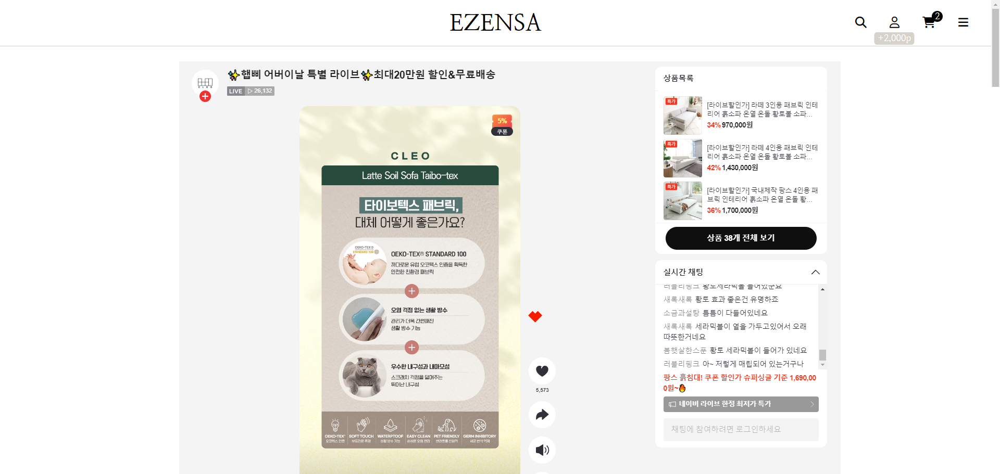 EZENSA
2
+2,000p
✨햅삐 어버이날 특별 라이브✨최대20만원 할인&무료배송
CLEO
LIVE ▷ 26,132
5%
쿠폰
CLEO
Latte Soil Sofa Taibo-tex
타이보텍스 패브릭,
대체 어떻게 좋은가요?
OEKO-TEX®
STANDARD 100
OEKO-TEX® STANDARD 100
까다로운 유럽 오코텍스 인증을 획득한
안전한 친환경 패브릭
오염 걱정 없는 생활 방수
관리가 더욱 간편해진
생활 방수 기능
우수한 내구성과 내마모성
스크래치 걱정을 덜어주는
뛰어난 내구성
OEKO-TEX® SOFT TOUCH WATERPTOOF EASY CLEAN PET FRIENDLY GERM INHIBITORY
오코텍스 인증 부드러운 촉감 생활 방수 기능 손쉬운 오염 관리 반려동물 친화적 세균 번식 억제
5,573
상품목록
특가
[라이브할인가] 라떼 3인용 패브릭 인테
리어 흙소파 온열 온돌 황토볼 소파...
34% 970,000원
특가
[라이브할인가] 라떼 4인용 패브릭 인테
리어 흙소파 온열 온돌 황토볼 소파...
42% 1,430,000원
특가
[라이브할인가] 국내제작 팡스 4인용 패
브릭 인테리어 흙소파 온열 온돌 황...
36% 1,700,000원
상품 38개 전체 보기
실시간 채팅
러블리핑크 황토세라믹볼 들어있군요
새록새록 황토 효과 좋은건 유명하죠
소금과설탕 틈틈이 다들어있네요
새록새록 세라믹볼이 열을 가두고있어서 오래
따뜻한거네요
봄햇살한스푼 황토 세라믹볼이 들어가 있네요
러블리핑크 아~ 저렇게 매립되어 있는거구나
팡스 흙침대! 쿠폰 할인가 슈퍼싱글 기준 1,690,00
0원~🔥
네이버 라이브 한정 최저가 특가
채팅에 참여하려면 로그인하세요